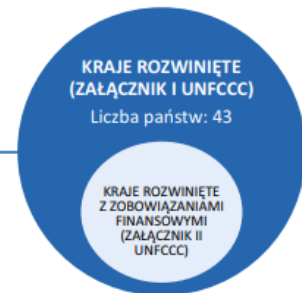 KRAJE ROZWINIĘTE
(ZAŁĄCZNIK I UNFCCC)
Liczba państw: 43
KRAJE ROZWINIĘTE
Z ZOBOWIĄZANIAMI
FINANSOWYMI
(ZAŁĄCZNIK II
UNFCCC)